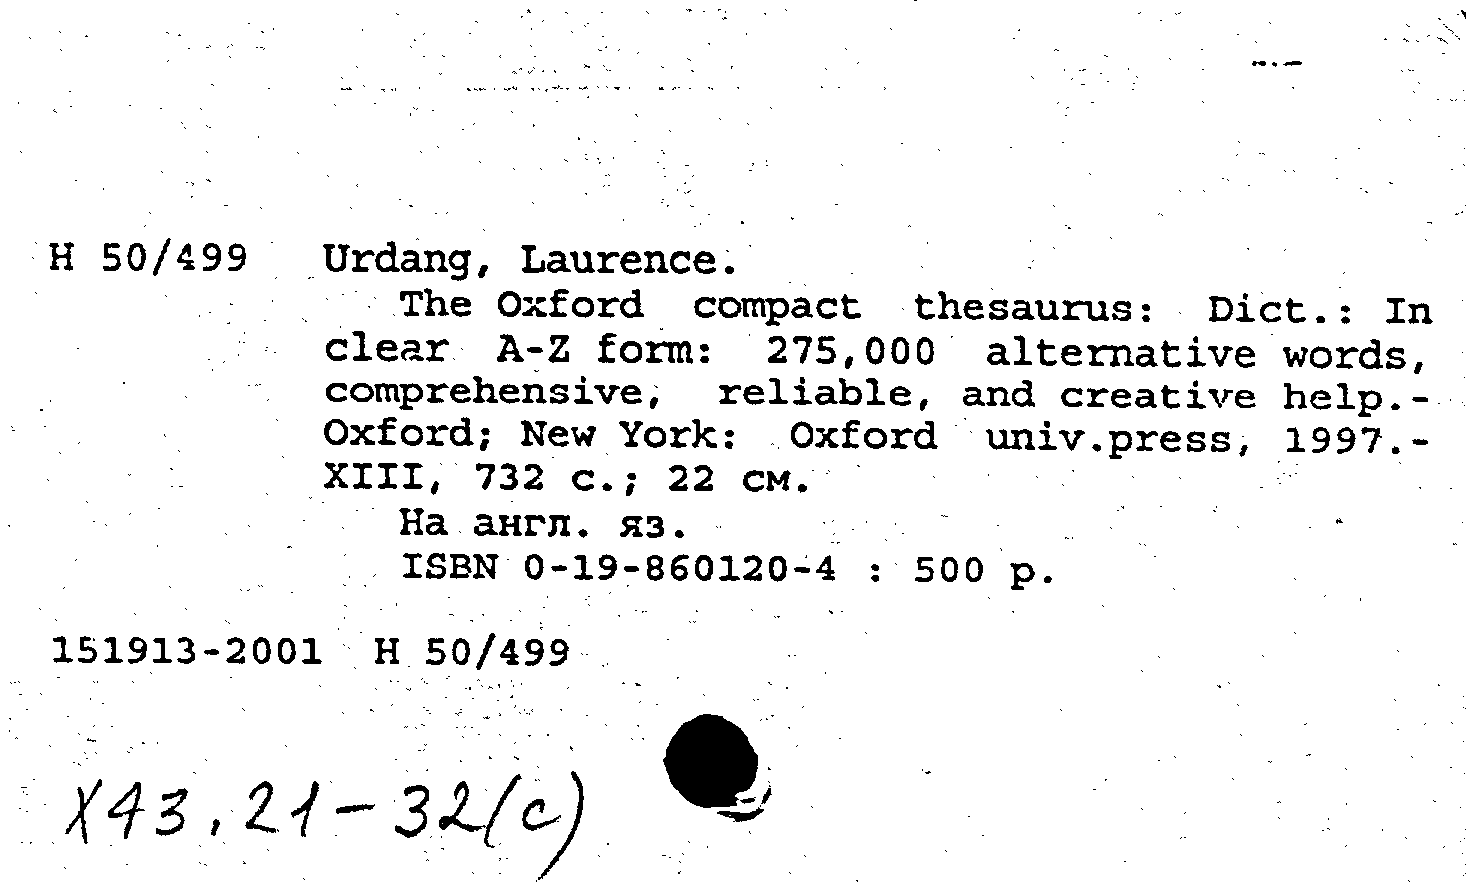 Н 50/499 Urdang, Laurence.
The Oxford compact thesaurus: Dict.: In
clear A-Z form: 275,000 alternative words,
comprehensive, reliable, and creative help.-
Oxford; New York: Oxford univ.press, 1997.-
XIII, 732 с.; 22 см.
На англ. яз.
ISBN 0-19-860120-4 : 500 р.
151913-2001 Н 50/499
Х43.21-32(с)